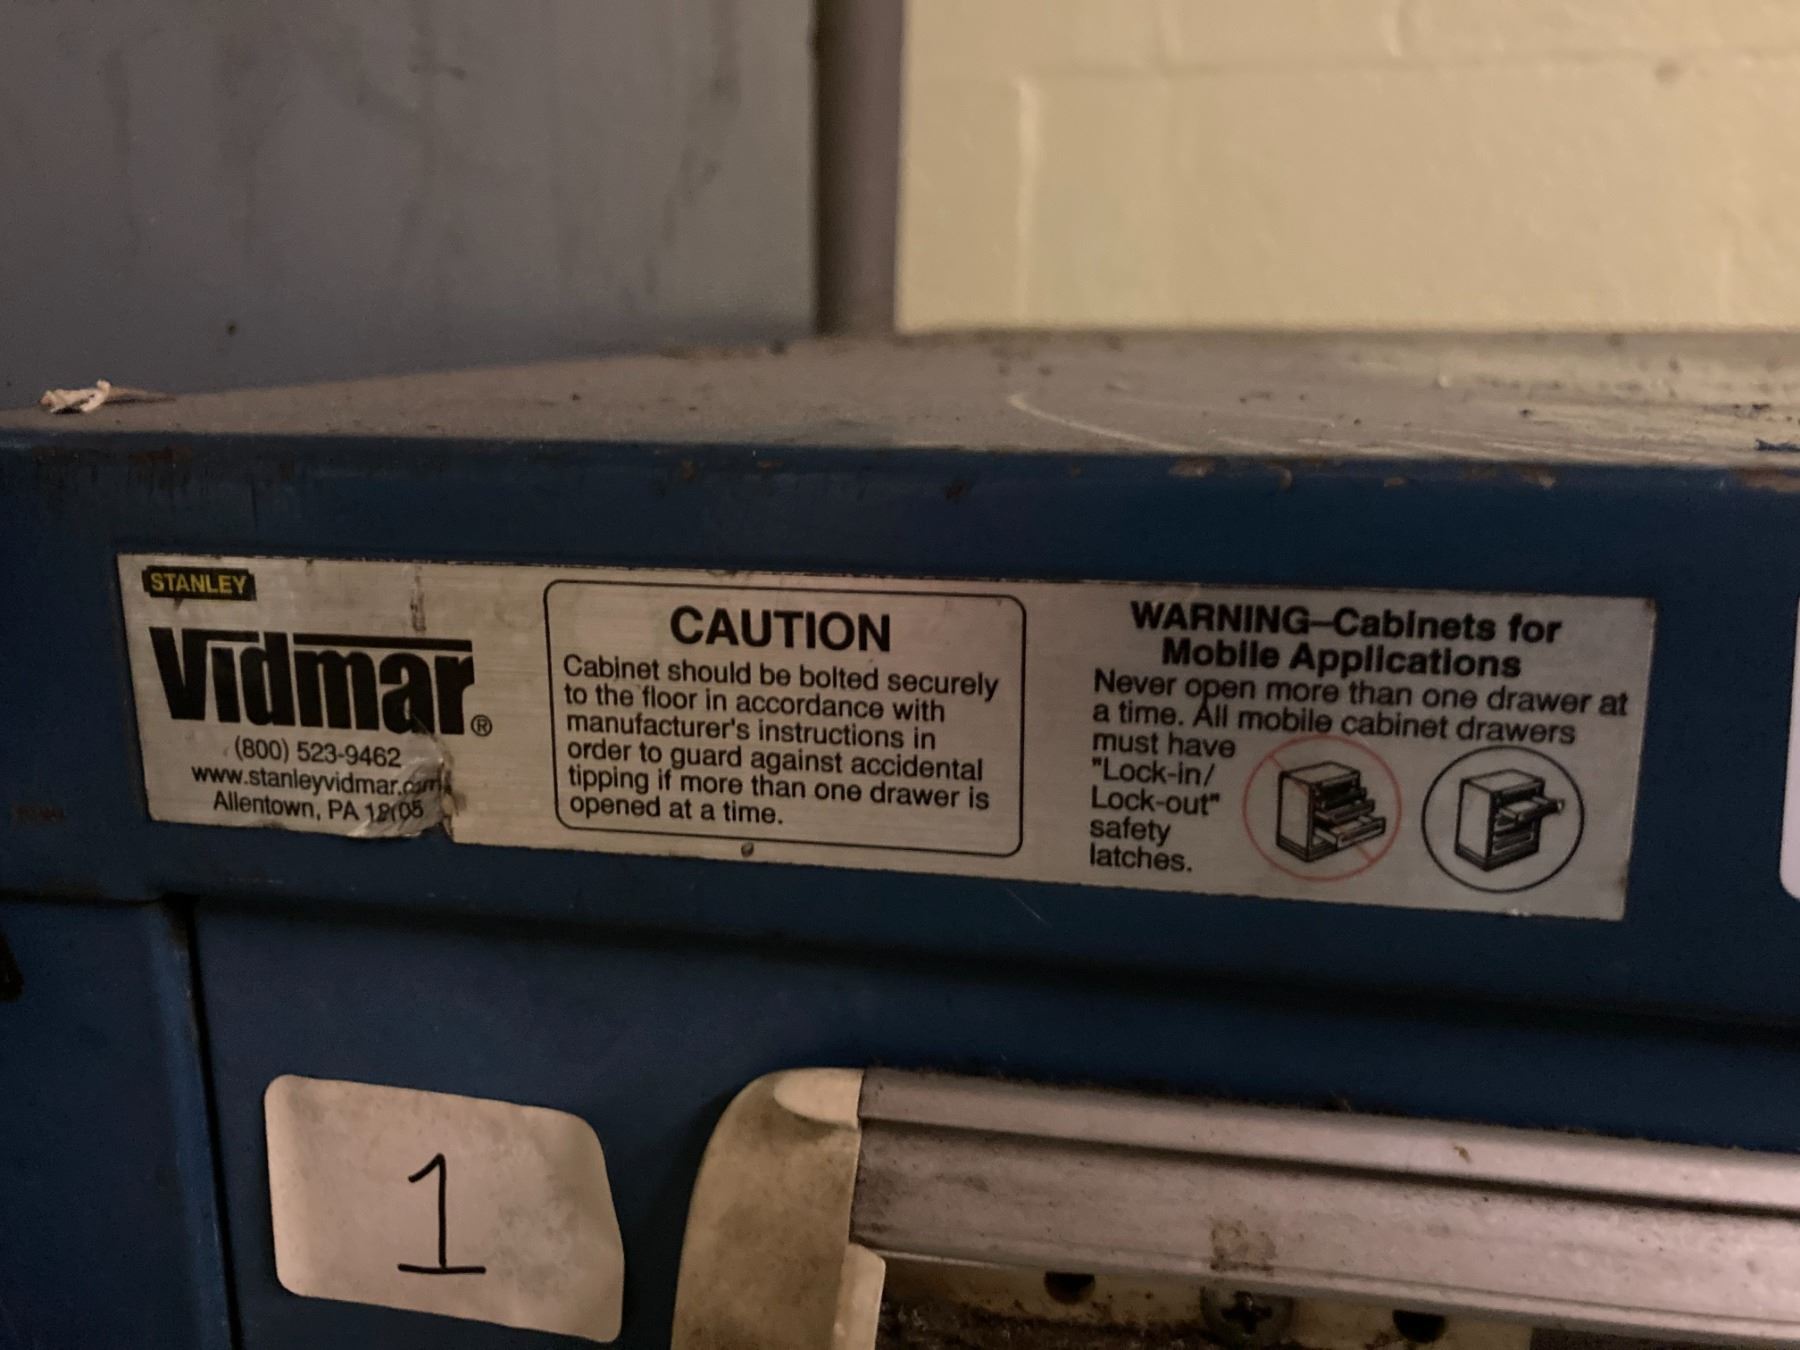 STANLEY
Vidmar®
(800) 523-9462
www.stanleyvidmar.com
Allentown, PA 18105
CAUTION
Cabinet should be bolted securely
to the floor in accordance with
manufacturer's instructions in
order to guard against accidental
tipping if more than one drawer is
opened at a time.
WARNING–Cabinets for
Mobile Applications
Never open more than one drawer at
a time. All mobile cabinet drawers
must have
"Lock-in/
Lock-out"
safety
latches.
1